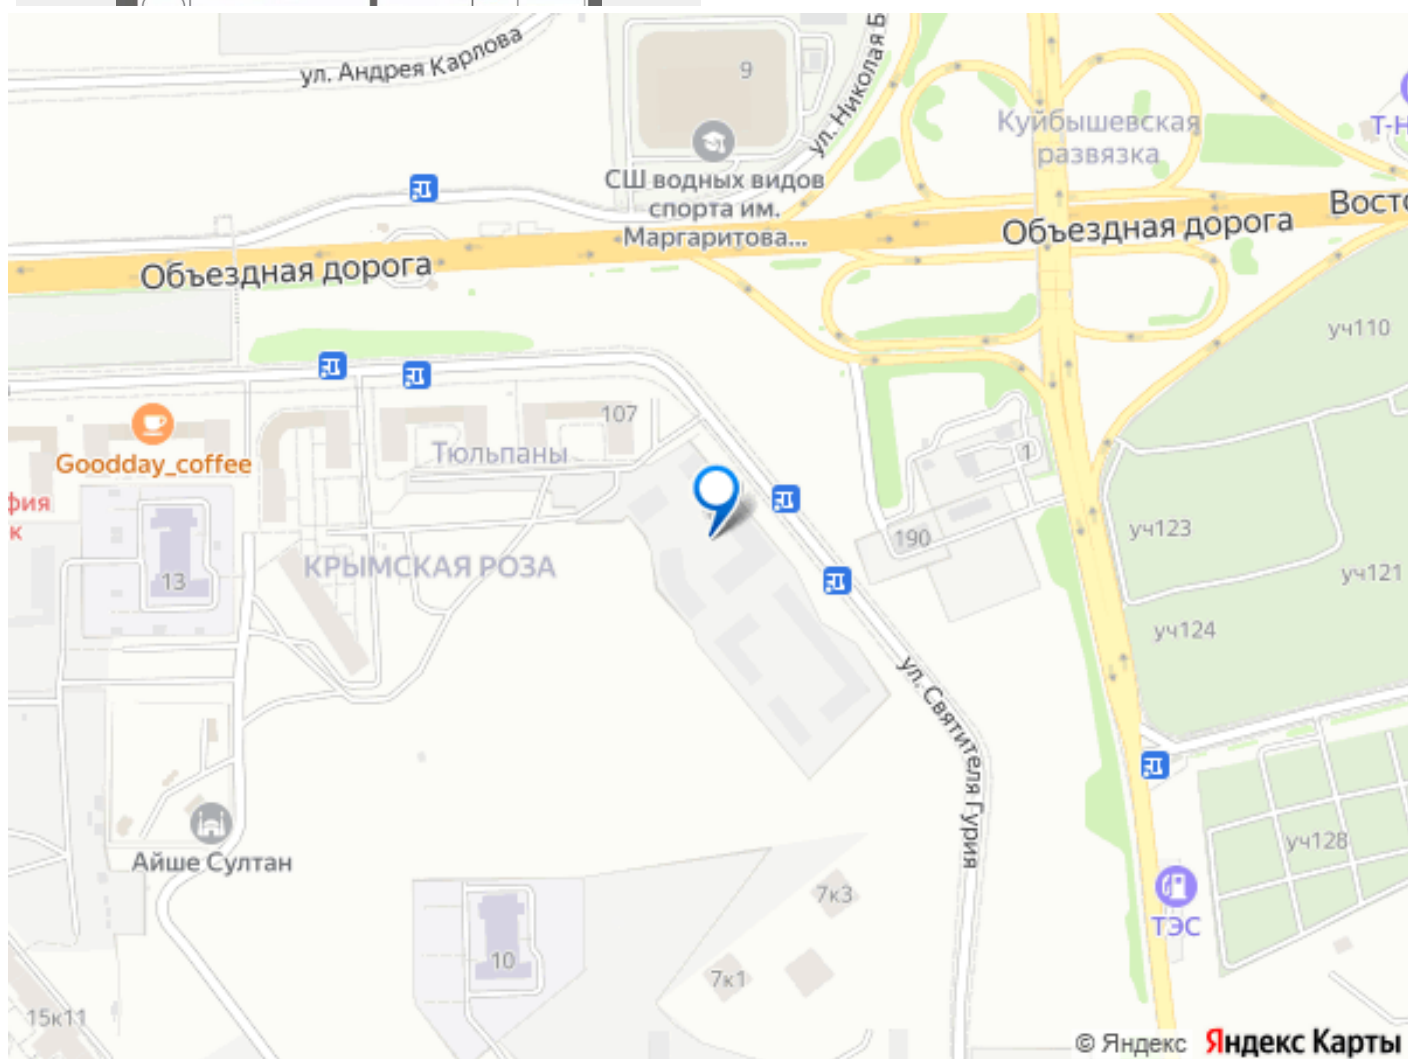 ул. Андрея Карлова
9
ул. Николая Б
Куйбышевская
развязка
Т-Н
СШ водных видов
спорта им.
Маргаритова...
Объездная дорога
Восто
Объездная дорога
уч110
107
Тюльпаны
Goodday_coffee
1
фия
к
190
уч123
КРЫМСКАЯ РОЗА
13
уч121
уч124
ул. Святителя Гурия
Айше Султан
уч128
7к3
ТЭС
10
7к1
15к11
© Яндекс Яндекс Карты